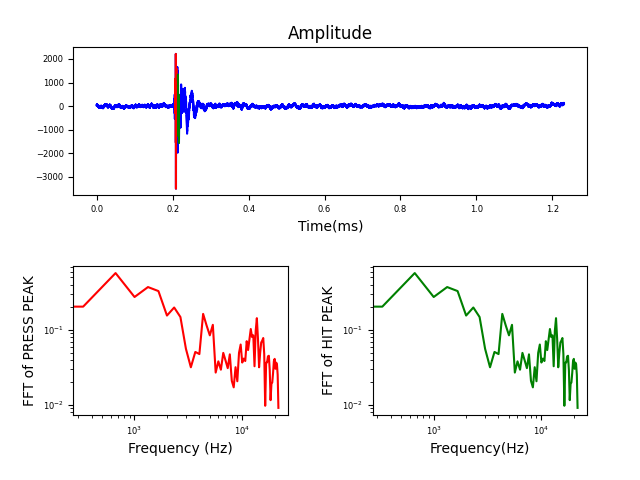 Amplitude
2000
1000
0
−1000
−2000
−3000
0.0 0.2 0.4 0.6 0.8 1.0 1.2
Time(ms)
FFT of PRESS PEAK
10⁻¹
10⁻²
10³ 10⁴
Frequency (Hz)
FFT of HIT PEAK
10⁻¹
10⁻²
10³ 10⁴
Frequency(Hz)